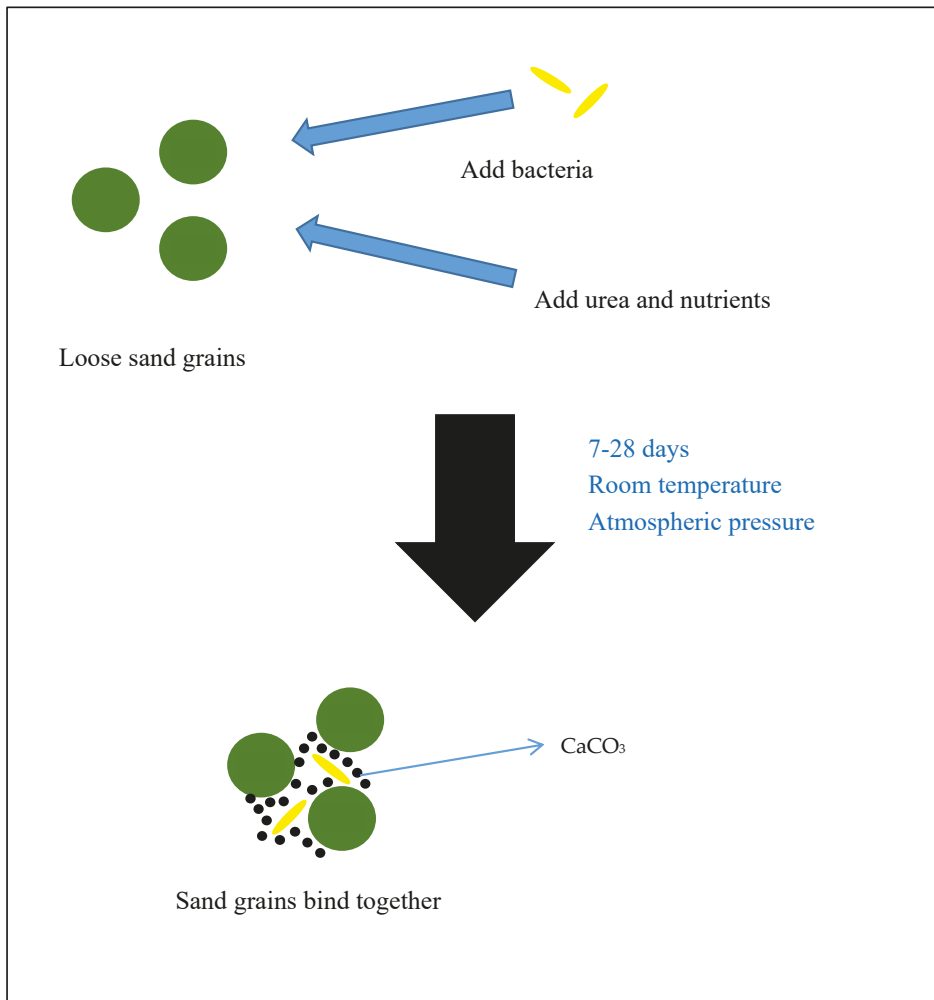 Add bacteria
Add urea and nutrients
Loose sand grains
7-28 days
Room temperature
Atmospheric pressure
CaCO₃
Sand grains bind together